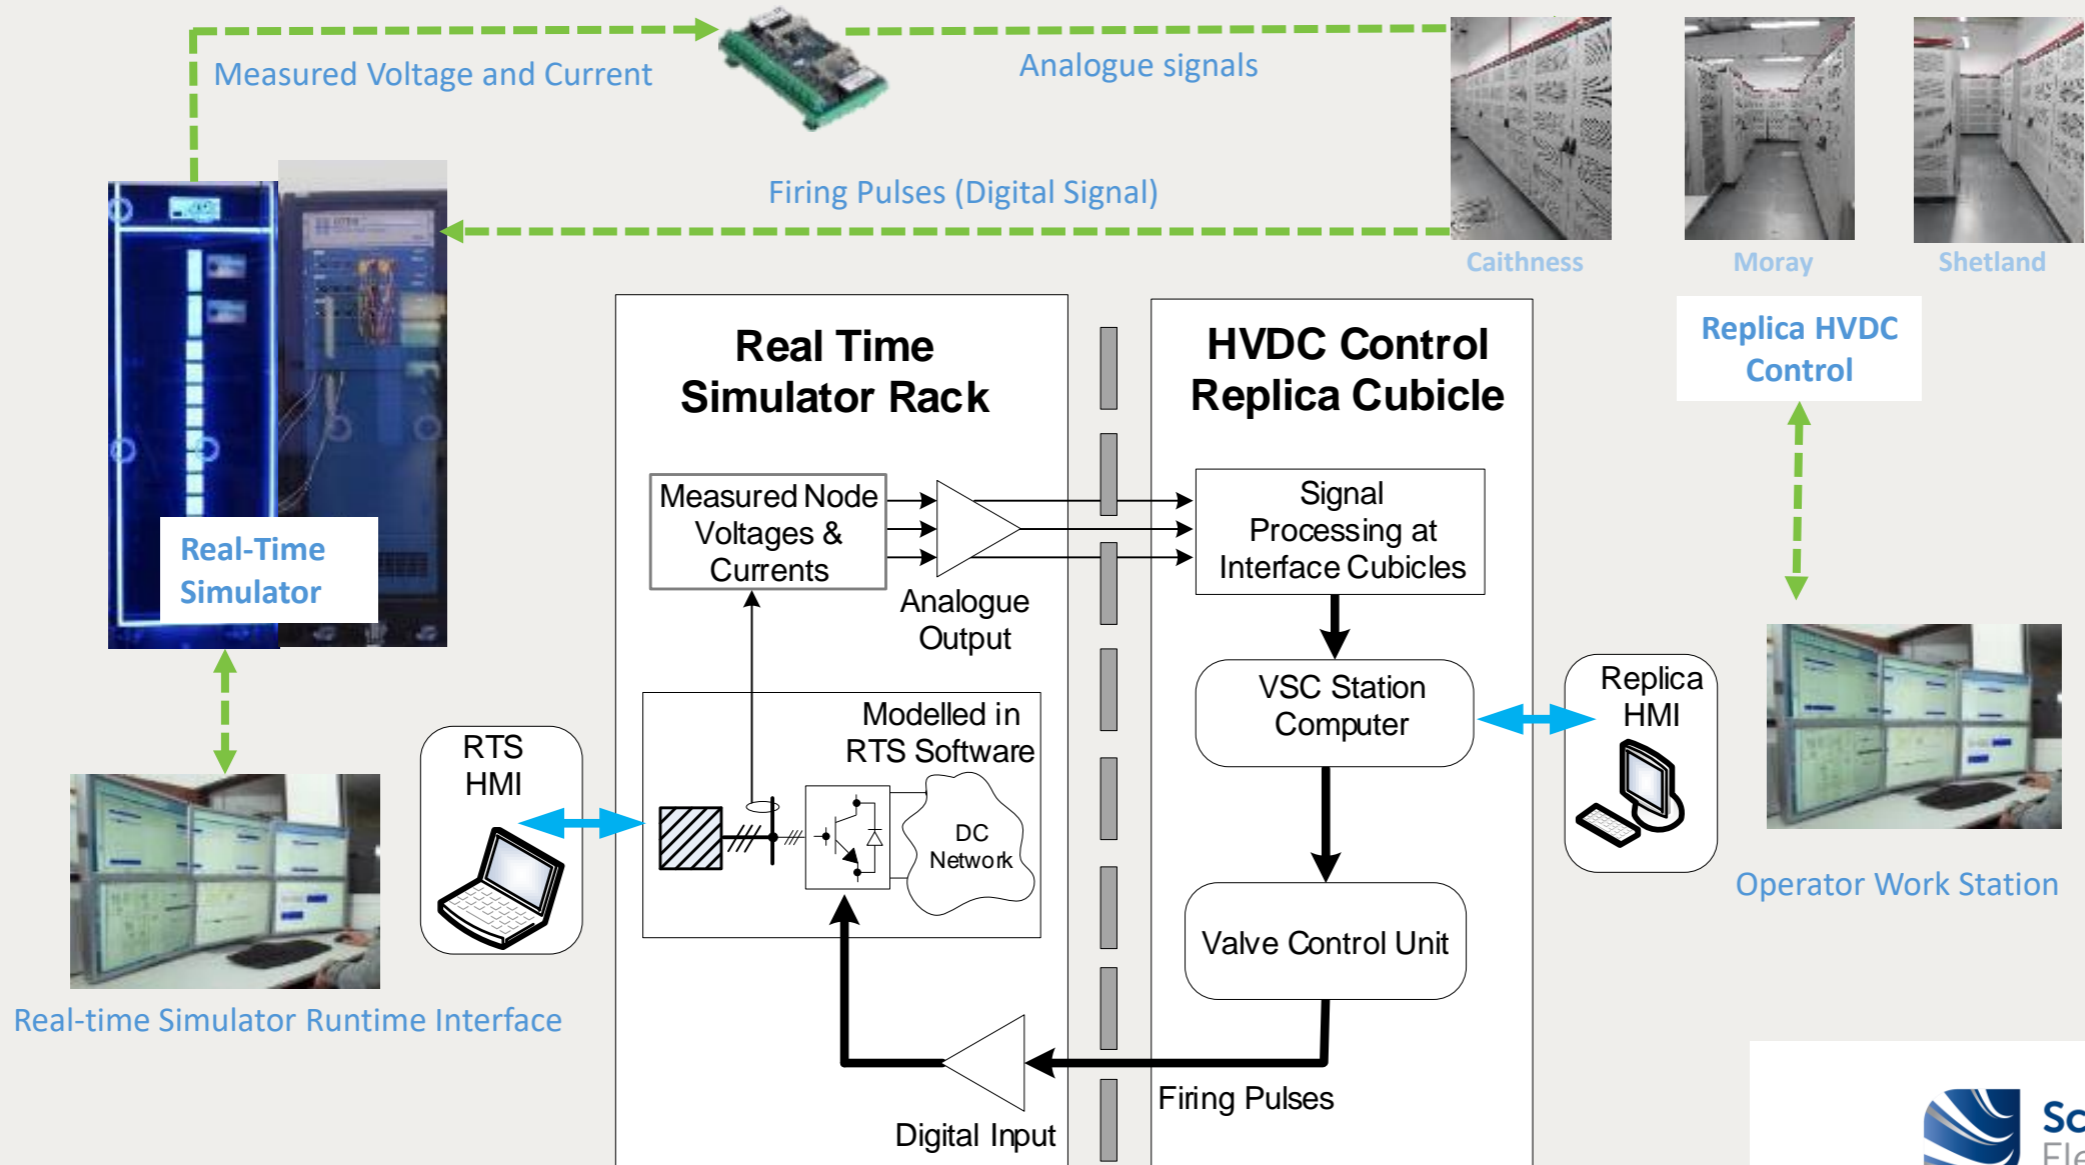 Measured Voltage and Current
Analogue signals
Firing Pulses (Digital Signal)
Caithness
Moray
Shetland
Replica HVDC
Control
Real-Time
Simulator
Real Time
Simulator Rack
HVDC Control
Replica Cubicle
Measured Node
Voltages &
Currents
Analogue
Output
Signal
Processing at
Interface Cubicles
VSC Station
Computer
Replica
HMI
Modelled in
RTS Software
RTS
HMI
DC
Network
Valve Control Unit
Operator Work Station
Real-time Simulator Runtime Interface
Firing Pulses
Digital Input
Sc
Ele